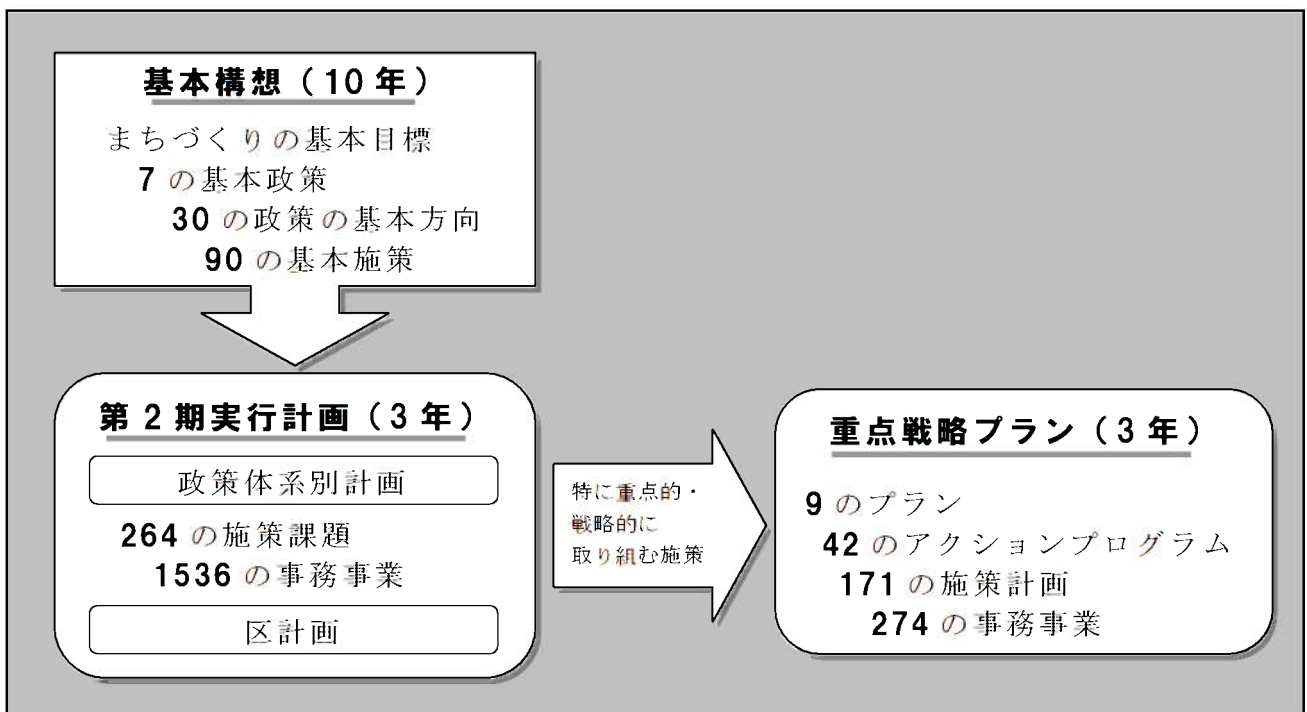 基本構想（10年）
まちづくりの基本目標
7の基本政策
30の政策の基本方向
90の基本施策
第2期実行計画（3年）
政策体系別計画
264の施策課題
1536の事務事業
区計画
特に重点的・
戦略的に
取り組む施策
重点戦略プラン（3年）
9のプラン
42のアクションプログラム
171の施策計画
274の事務事業